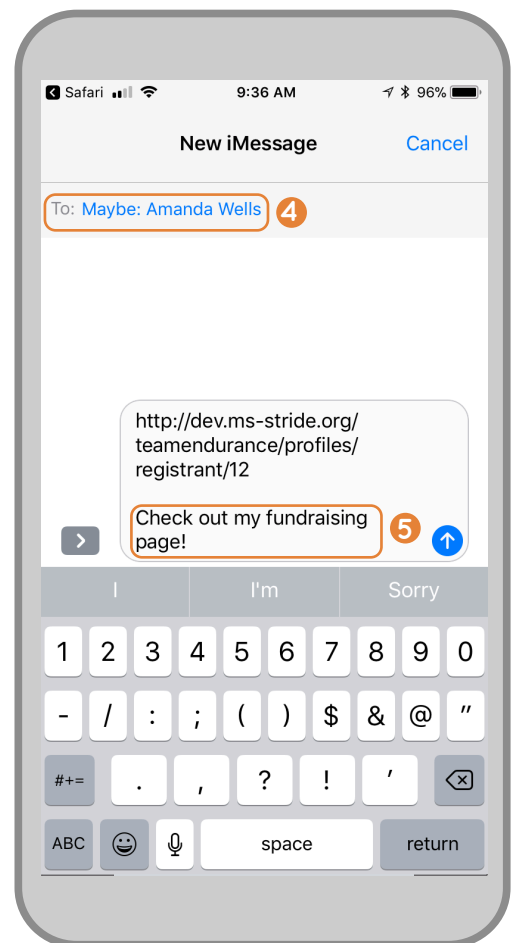 Safari 9:36 AM 96%
New iMessage Cancel
To: Maybe: Amanda Wells 4
http://dev.ms-stride.org/
teamendurance/profiles/
registrant/12
Check out my fundraising
page! 5
I I'm Sorry
1 2 3 4 5 6 7 8 9 0
- / : ; ( ) $ & @ "
#+= . , ? ! '
ABC space return